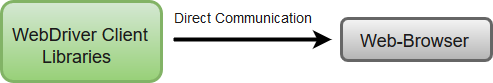 Direct Communication
WebDriver Client
Libraries
Web-Browser